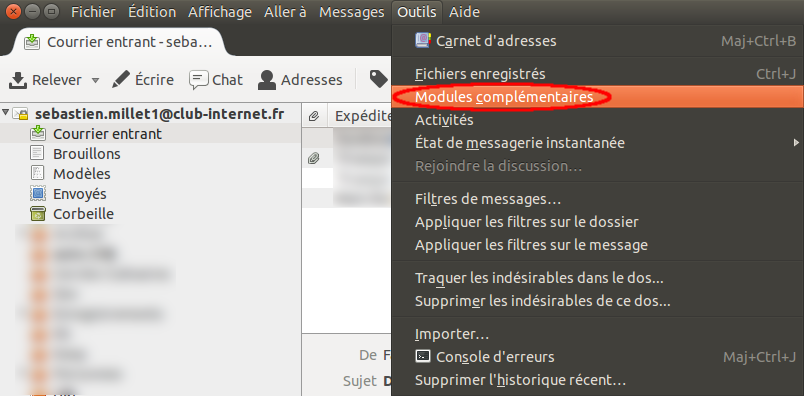 Fichier Édition Affichage Aller à Messages Outils Aide
Courrier entrant - seba…
Relever Écrire Chat Adresses
sebastien.millet1@club-internet.fr
Courrier entrant
Brouillons
Modèles
Envoyés
Corbeille
Expédite
De F
Sujet D
Carnet d'adresses Maj+Ctrl+B
Fichiers enregistrés Ctrl+J
Modules complémentaires
Activités
État de messagerie instantanée
Rejoindre la discussion…
Filtres de messages…
Appliquer les filtres sur le dossier
Appliquer les filtres sur le message
Traquer les indésirables dans le dos...
Supprimer les indésirables de ce dos...
Importer…
Console d'erreurs Maj+Ctrl+J
Supprimer l'historique récent…